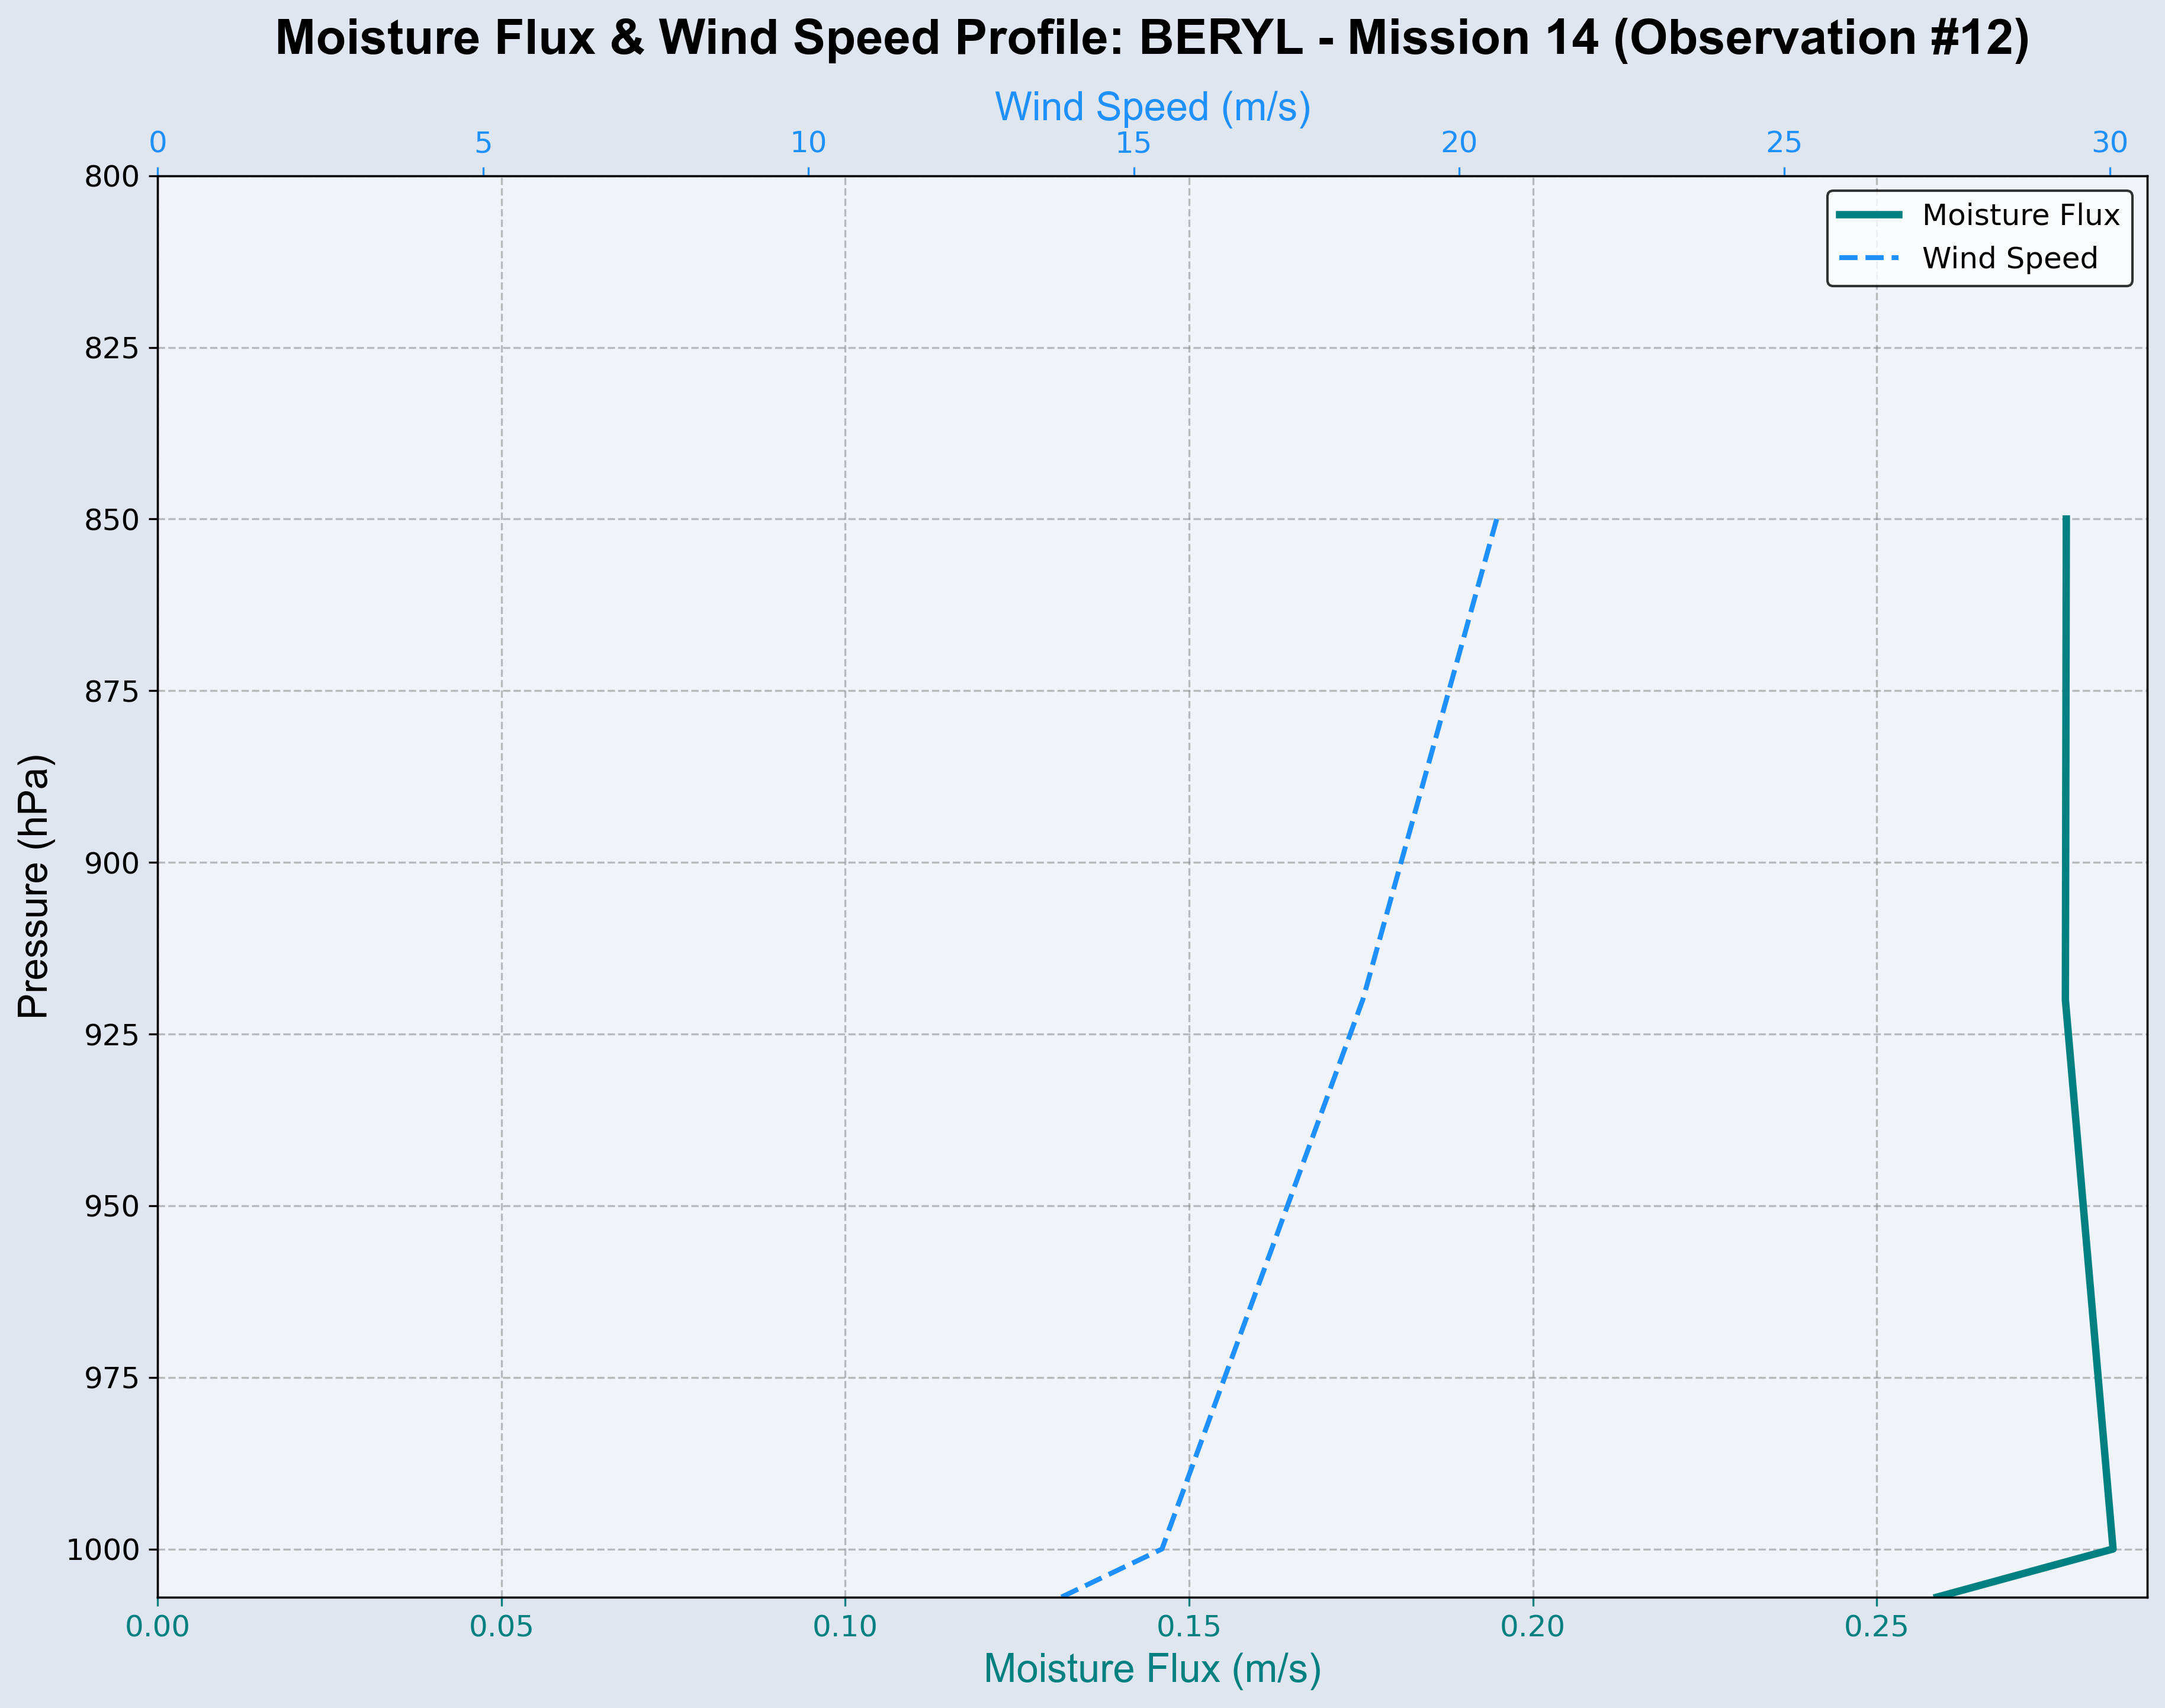 Moisture Flux & Wind Speed Profile: BERYL - Mission 14 (Observation #12)
Wind Speed (m/s)
0 5 10 15 20 25 30
Moisture Flux
Wind Speed
800
825
850
875
900
925
950
975
1000
Pressure (hPa)
0.00 0.05 0.10 0.15 0.20 0.25
Moisture Flux (m/s)